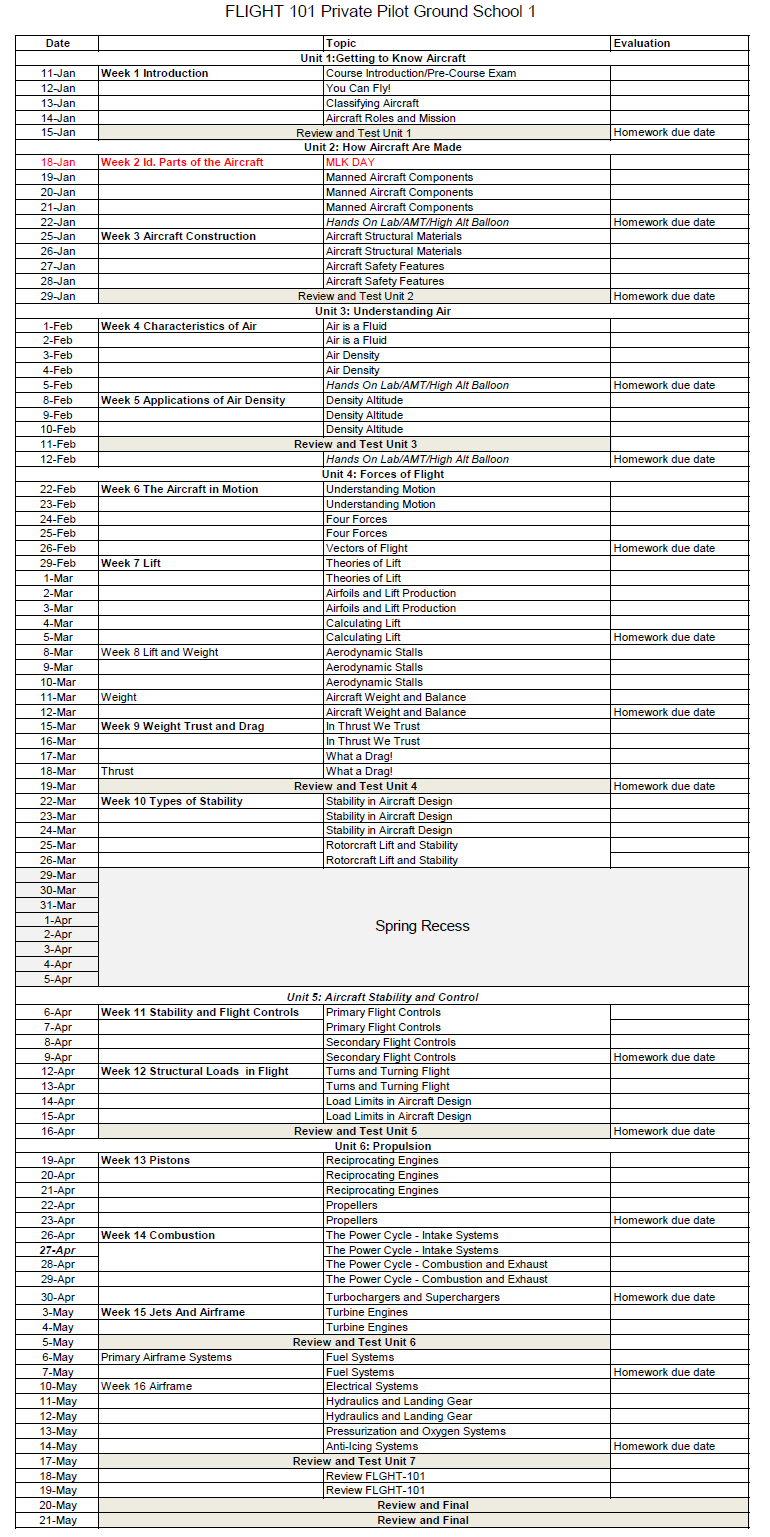 FLIGHT 101 Private Pilot Ground School 1
Date Topic Evaluation
Unit 1:Getting to Know Aircraft
11-Jan Week 1 Introduction Course Introduction/Pre-Course Exam
12-Jan You Can Fly!
13-Jan Classifying Aircraft
14-Jan Aircraft Roles and Mission
15-Jan Review and Test Unit 1 Homework due date
Unit 2: How Aircraft Are Made
18-Jan Week 2 Id. Parts of the Aircraft MLK DAY
19-Jan Manned Aircraft Components
20-Jan Manned Aircraft Components
21-Jan Manned Aircraft Components
22-Jan Hands On Lab/AMT/High Alt Balloon Homework due date
25-Jan Week 3 Aircraft Construction Aircraft Structural Materials
26-Jan Aircraft Structural Materials
27-Jan Aircraft Safety Features
28-Jan Aircraft Safety Features
29-Jan Review and Test Unit 2 Homework due date
Unit 3: Understanding Air
1-Feb Week 4 Characteristics of Air Air is a Fluid
2-Feb Air is a Fluid
3-Feb Air Density
4-Feb Air Density
5-Feb Hands On Lab/AMT/High Alt Balloon Homework due date
8-Feb Week 5 Applications of Air Density Density Altitude
9-Feb Density Altitude
10-Feb Density Altitude
11-Feb Review and Test Unit 3
12-Feb Hands On Lab/AMT/High Alt Balloon Homework due date
Unit 4: Forces of Flight
22-Feb Week 6 The Aircraft in Motion Understanding Motion
23-Feb Understanding Motion
24-Feb Four Forces
25-Feb Four Forces
26-Feb Vectors of Flight Homework due date
29-Feb Week 7 Lift Theories of Lift
1-Mar Theories of Lift
2-Mar Airfoils and Lift Production
3-Mar Airfoils and Lift Production
4-Mar Calculating Lift
5-Mar Calculating Lift Homework due date
8-Mar Week 8 Lift and Weight Aerodynamic Stalls
9-Mar Aerodynamic Stalls
10-Mar Aerodynamic Stalls
11-Mar Weight Aircraft Weight and Balance
12-Mar Aircraft Weight and Balance Homework due date
15-Mar Week 9 Weight Trust and Drag In Thrust We Trust
16-Mar In Thrust We Trust
17-Mar What a Drag!
18-Mar Thrust What a Drag!
19-Mar Review and Test Unit 4 Homework due date
22-Mar Week 10 Types of Stability Stability in Aircraft Design
23-Mar Stability in Aircraft Design
24-Mar Stability in Aircraft Design
25-Mar Rotorcraft Lift and Stability
26-Mar Rotorcraft Lift and Stability
29-Mar
30-Mar
31-Mar
1-Apr
Spring Recess
2-Apr
3-Apr
4-Apr
5-Apr
Unit 5: Aircraft Stability and Control
6-Apr Week 11 Stability and Flight Controls Primary Flight Controls
7-Apr Primary Flight Controls
8-Apr Secondary Flight Controls
9-Apr Secondary Flight Controls Homework due date
12-Apr Week 12 Structural Loads in Flight Turns and Turning Flight
13-Apr Turns and Turning Flight
14-Apr Load Limits in Aircraft Design
15-Apr Load Limits in Aircraft Design
16-Apr Review and Test Unit 5 Homework due date
Unit 6: Propulsion
19-Apr Week 13 Pistons Reciprocating Engines
20-Apr Reciprocating Engines
21-Apr Reciprocating Engines
22-Apr Propellers
23-Apr Propellers Homework due date
26-Apr Week 14 Combustion The Power Cycle - Intake Systems
27-Apr The Power Cycle - Intake Systems
28-Apr The Power Cycle - Combustion and Exhaust
29-Apr The Power Cycle - Combustion and Exhaust
30-Apr Turbochargers and Superchargers Homework due date
3-May Week 15 Jets And Airframe Turbine Engines
4-May Turbine Engines
5-May Review and Test Unit 6
6-May Primary Airframe Systems Fuel Systems
7-May Fuel Systems Homework due date
10-May Week 16 Airframe Electrical Systems
11-May Hydraulics and Landing Gear
12-May Hydraulics and Landing Gear
13-May Pressurization and Oxygen Systems
14-May Anti-Icing Systems Homework due date
17-May Review and Test Unit 7
18-May Review FLGHT-101
19-May Review FLGHT-101
20-May Review and Final
21-May Review and Final